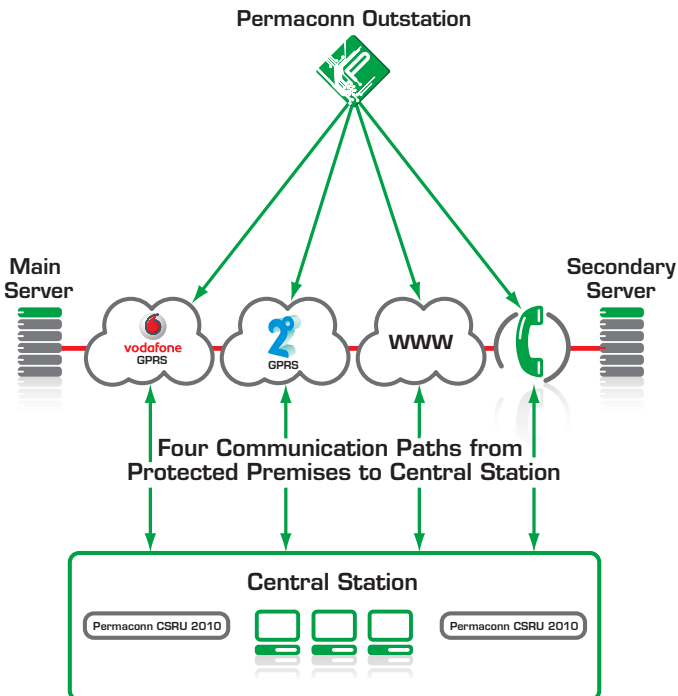 Permaconn Outstation
Main
Server
Secondary
Server
vodafone
GPRS
2°
GPRS
WWW
Four Communication Paths from
Protected Premises to Central Station
Central Station
Permaconn CSRU 2010
Permaconn CSRU 2010